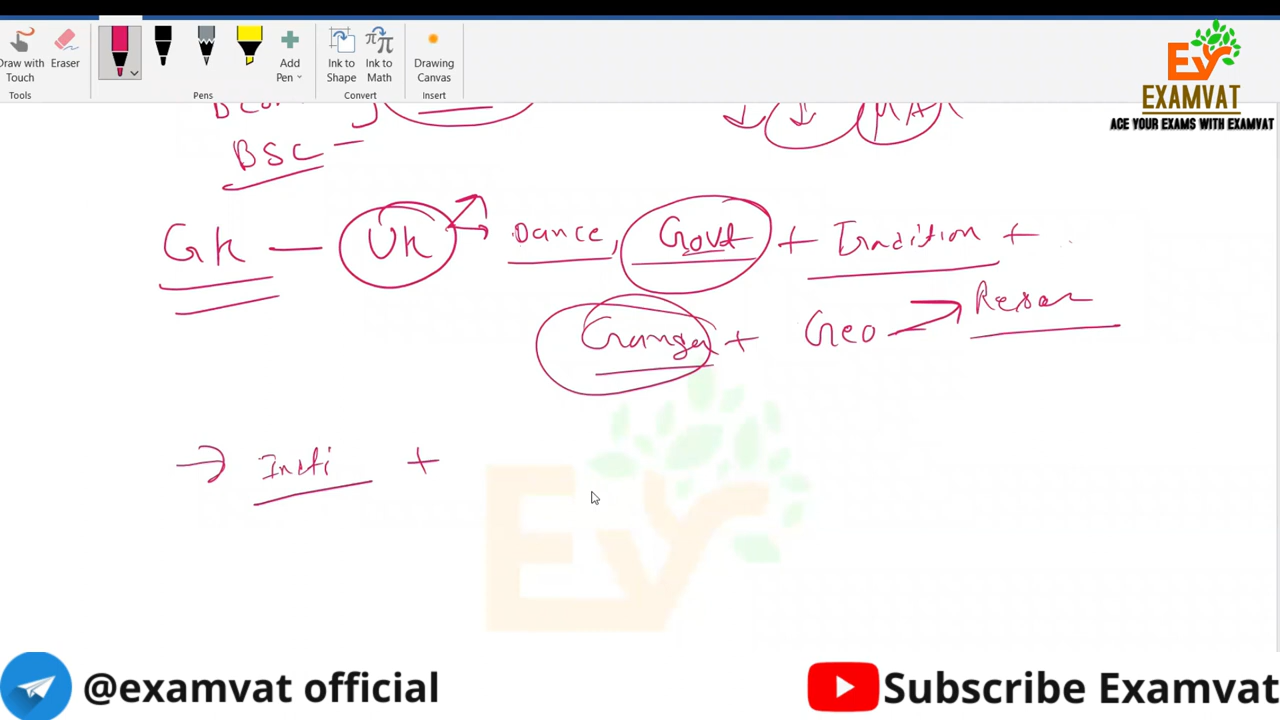 Draw with Touch
Eraser
Add Pen
Ink to Shape
Ink to Math
Drawing Canvas
Tools
Pens
Convert
Insert
EV
EXAMVAT
ACE YOUR EXAMS WITH EXAMVAT
BSC -
GK — UK Dance, Govt + Tradition +
Ganga + Geo →
→ Insti +
@examvat official
Subscribe Examvat